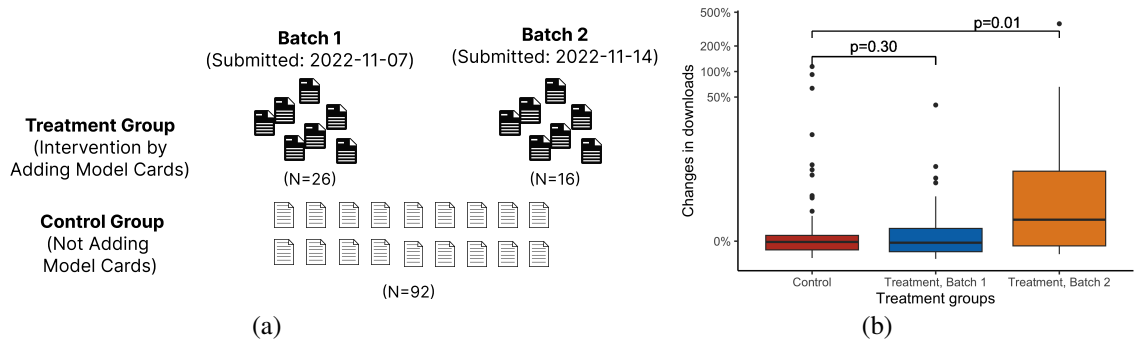 Batch 1
(Submitted: 2022-11-07)
Batch 2
(Submitted: 2022-11-14)
Treatment Group
(Intervention by
Adding Model Cards)
(N=26)
(N=16)
Control Group
(Not Adding
Model Cards)
(N=92)
(a)
500%
200%
100%
50%
0%
Changes in downloads
p=0.01
p=0.30
Control
Treatment, Batch 1
Treatment, Batch 2
Treatment groups
(b)